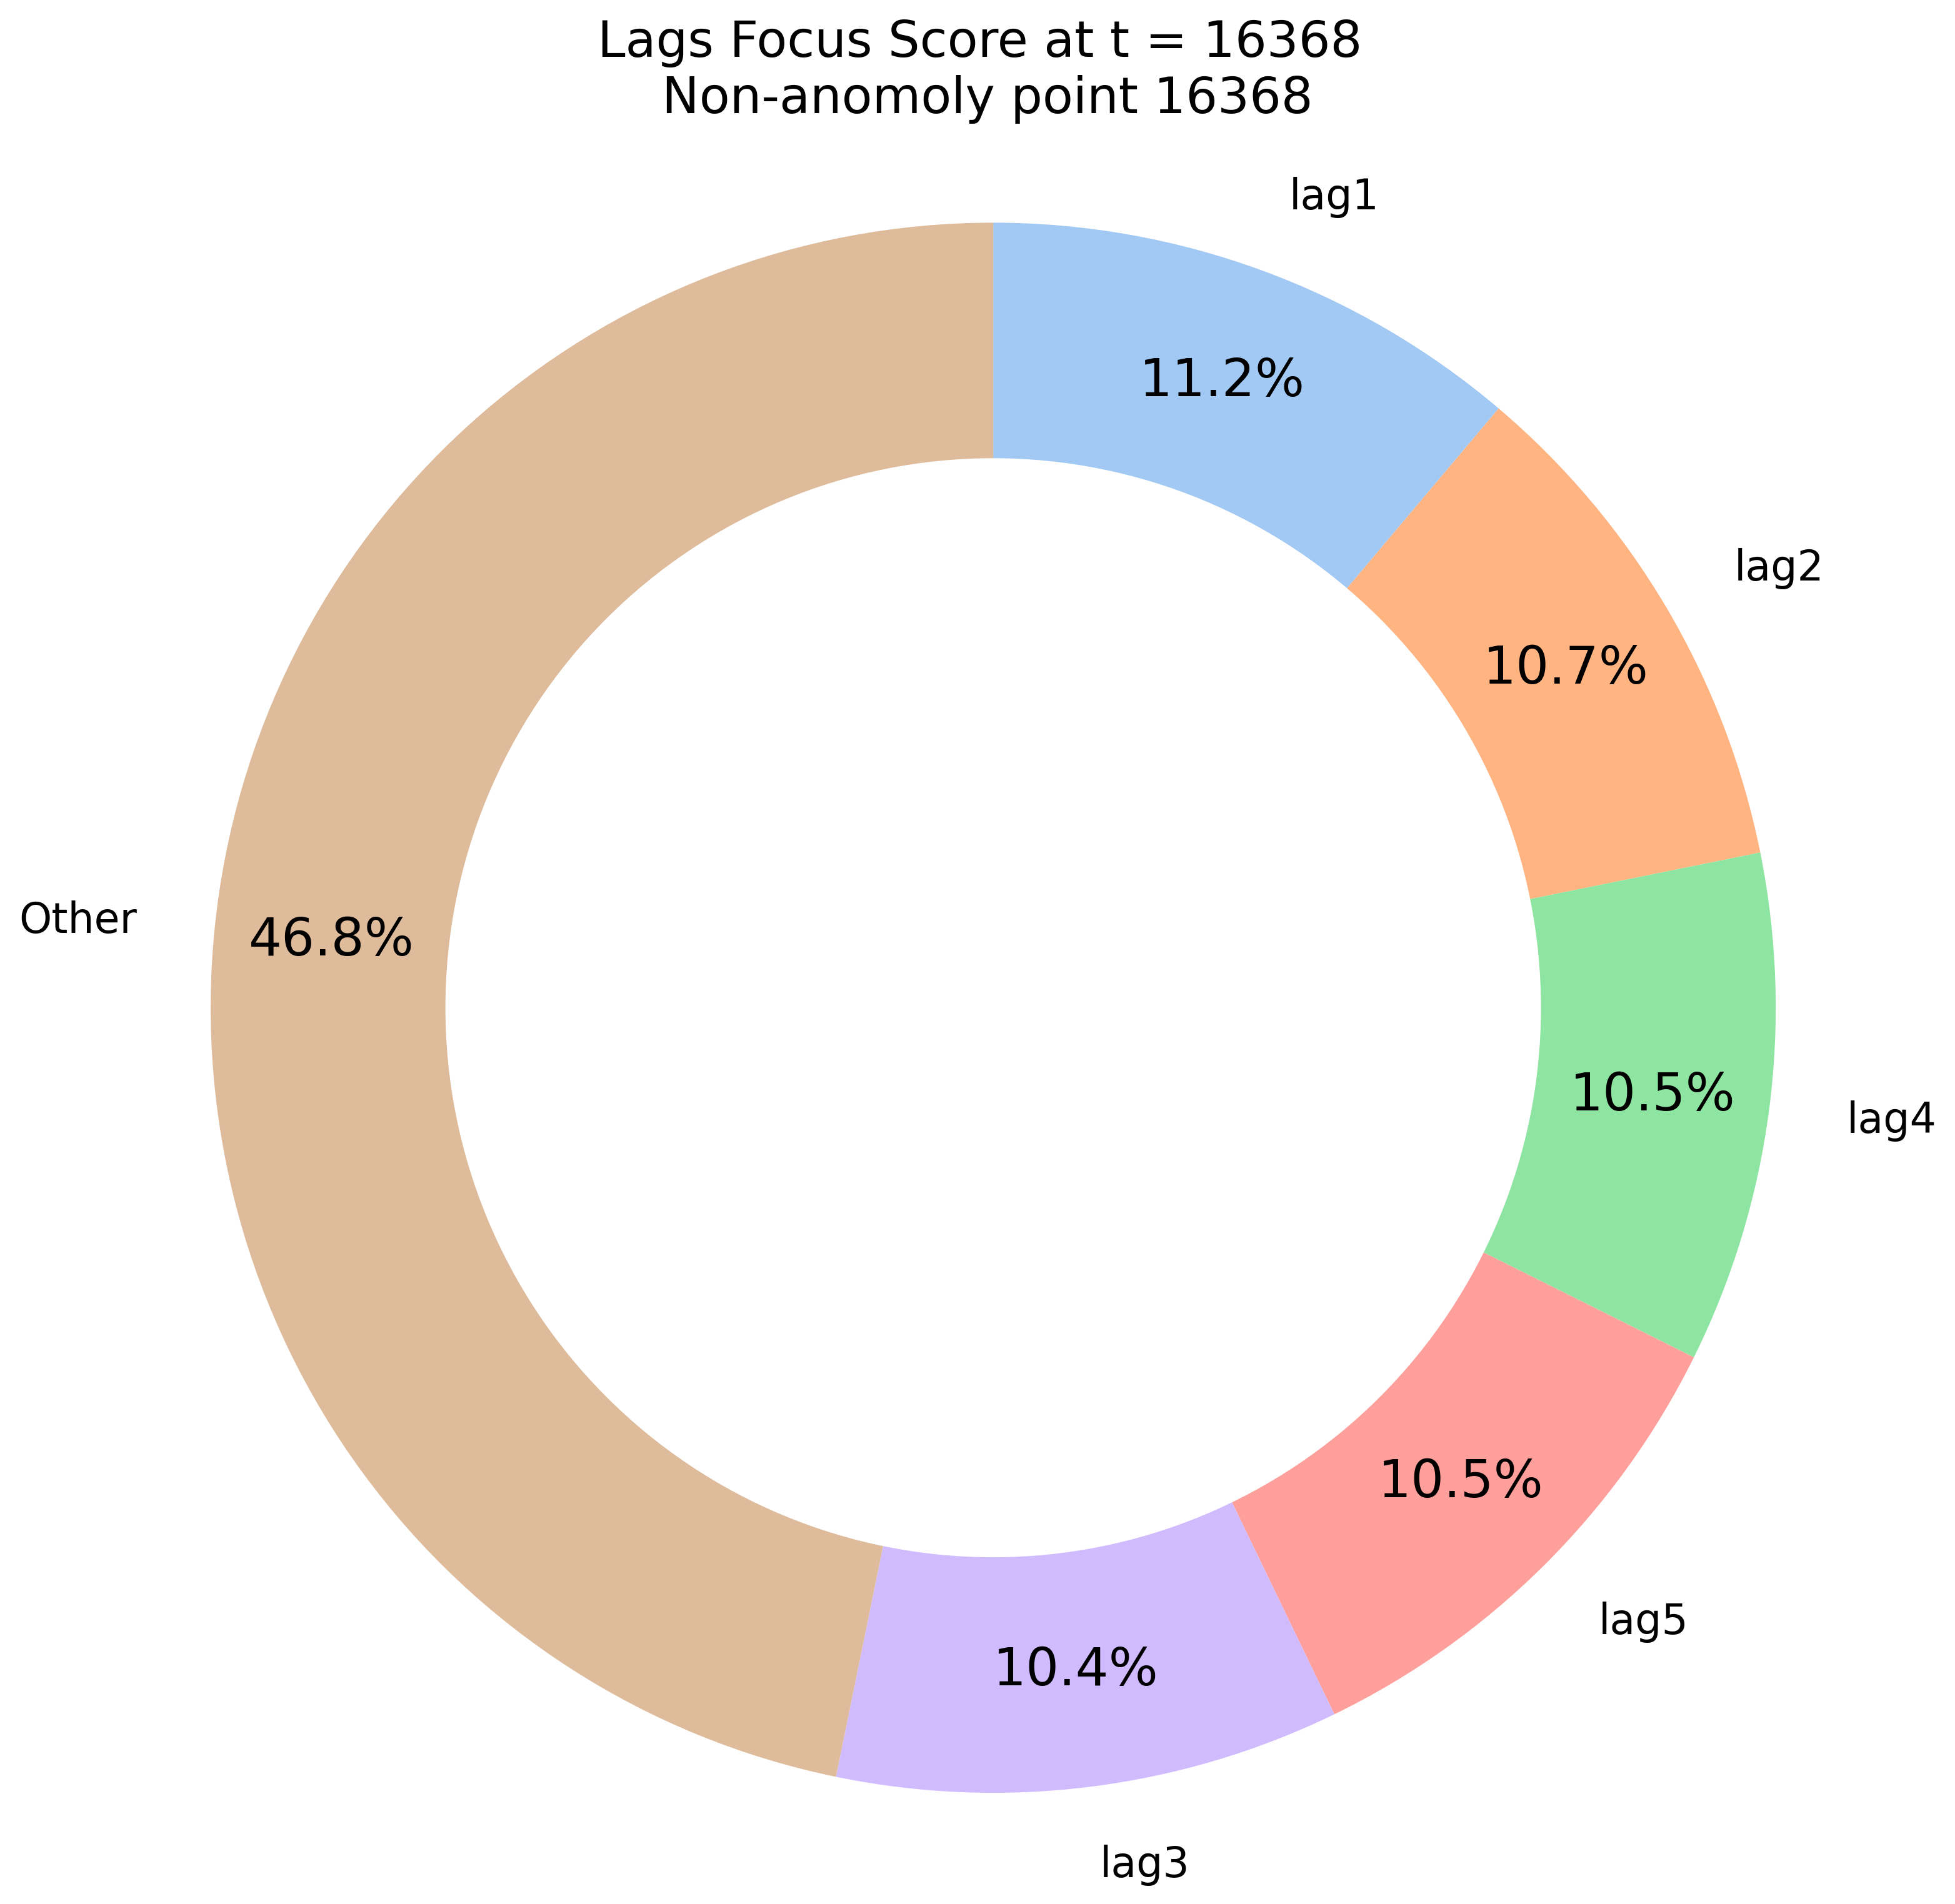 Lags Focus Score at t = 16368
Non-anomoly point 16368
lag1
11.2%
lag2
10.7%
Other
46.8%
10.5%
lag4
10.5%
lag5
10.4%
lag3